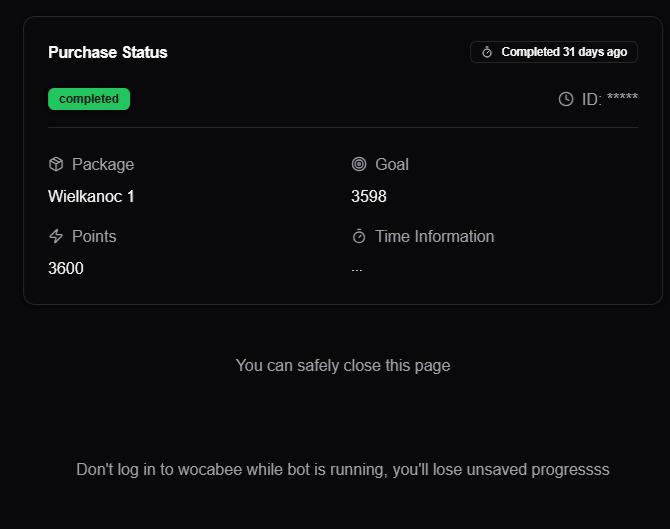 Purchase Status
Completed 31 days ago
completed
ID: *****
Package
Goal
Wielkanoc 1
3598
Points
Time Information
3600
...
You can safely close this page
Don't log in to wocabee while bot is running, you'll lose unsaved progressss